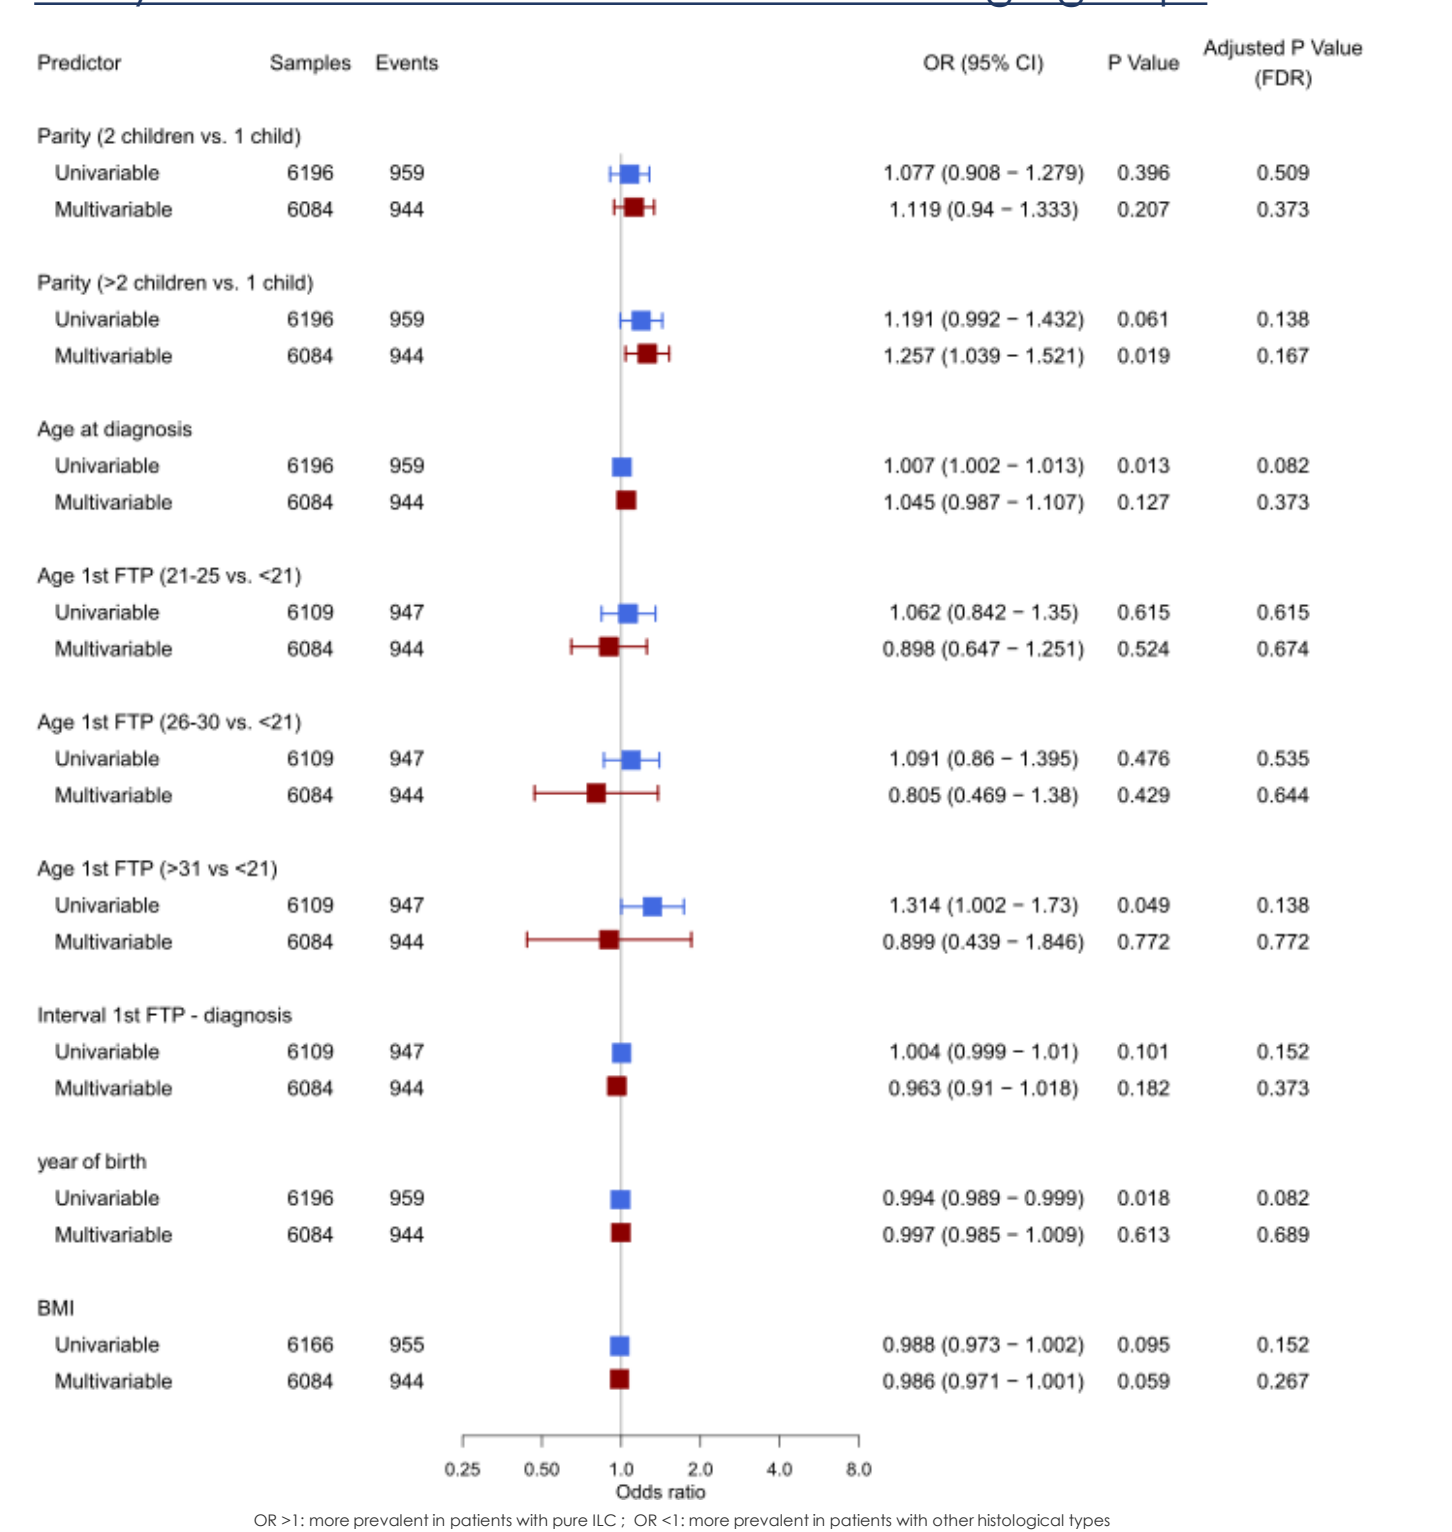 Predictor Samples Events OR (95% CI) P Value Adjusted P Value (FDR)
Parity (2 children vs. 1 child)
Univariable 6196 959 1.077 (0.908 − 1.279) 0.396 0.509
Multivariable 6084 944 1.119 (0.94 − 1.333) 0.207 0.373
Parity (>2 children vs. 1 child)
Univariable 6196 959 1.191 (0.992 − 1.432) 0.061 0.138
Multivariable 6084 944 1.257 (1.039 − 1.521) 0.019 0.167
Age at diagnosis
Univariable 6196 959 1.007 (1.002 − 1.013) 0.013 0.082
Multivariable 6084 944 1.045 (0.987 − 1.107) 0.127 0.373
Age 1st FTP (21-25 vs. <21)
Univariable 6109 947 1.062 (0.842 − 1.35) 0.615 0.615
Multivariable 6084 944 0.898 (0.647 − 1.251) 0.524 0.674
Age 1st FTP (26-30 vs. <21)
Univariable 6109 947 1.091 (0.86 − 1.395) 0.476 0.535
Multivariable 6084 944 0.805 (0.469 − 1.38) 0.429 0.644
Age 1st FTP (>31 vs <21)
Univariable 6109 947 1.314 (1.002 − 1.73) 0.049 0.138
Multivariable 6084 944 0.899 (0.439 − 1.846) 0.772 0.772
Interval 1st FTP - diagnosis
Univariable 6109 947 1.004 (0.999 − 1.01) 0.101 0.152
Multivariable 6084 944 0.963 (0.91 − 1.018) 0.182 0.373
year of birth
Univariable 6196 959 0.994 (0.989 − 0.999) 0.018 0.082
Multivariable 6084 944 0.997 (0.985 − 1.009) 0.613 0.689
BMI
Univariable 6166 955 0.988 (0.973 − 1.002) 0.095 0.152
Multivariable 6084 944 0.986 (0.971 − 1.001) 0.059 0.267
0.25 0.50 1.0 2.0 4.0 8.0
Odds ratio
OR >1: more prevalent in patients with pure ILC ; OR <1: more prevalent in patients with other histological types